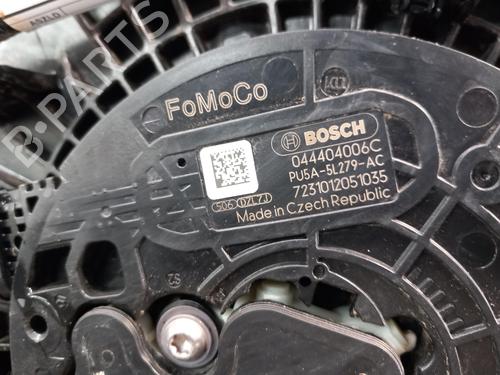 FoMoCo
BOSCH
044404006C
PU5A-5L279-AC
7231012051035
Made in Czech Republic
B-PARTS